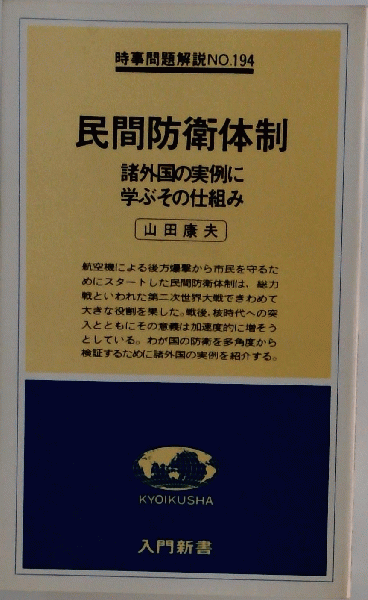 時事問題解説NO.194
民間防衛体制
諸外国の実例に
学ぶその仕組み
山田康夫
航空機による後方爆撃から市民を守るた
めにスタートした民間防衛体制は、総力
戦といわれた第二次世界大戦できわめて
大きな役割を果した。戦後、核時代への突
入とともにその意義は加速度的に増そう
としている。わが国の防衛を多角度から
検証するために諸外国の実例を紹介する。
KYOIKUSHA
入門新書